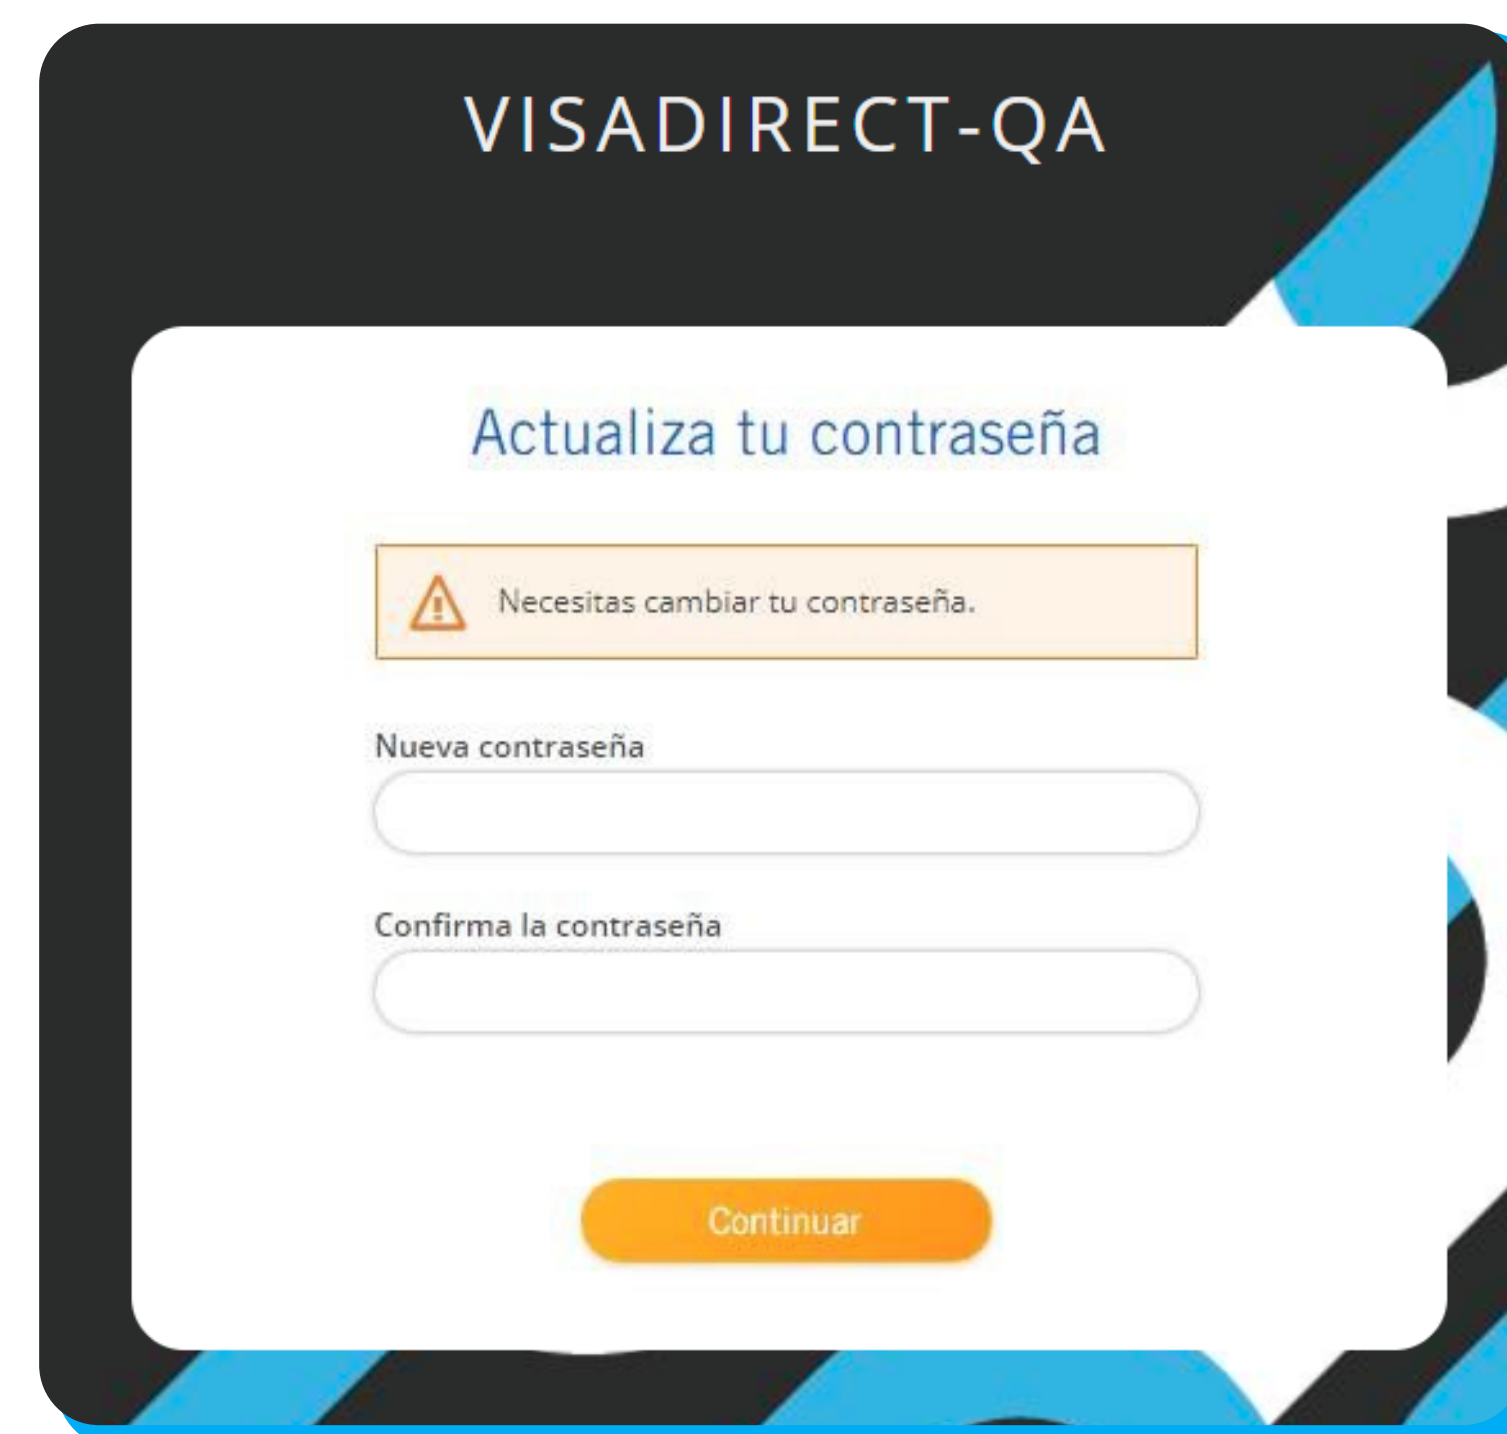 VISADIRECT-QA
Actualiza tu contraseña
Necesitas cambiar tu contraseña.
Nueva contraseña
Confirma la contraseña
Continuar